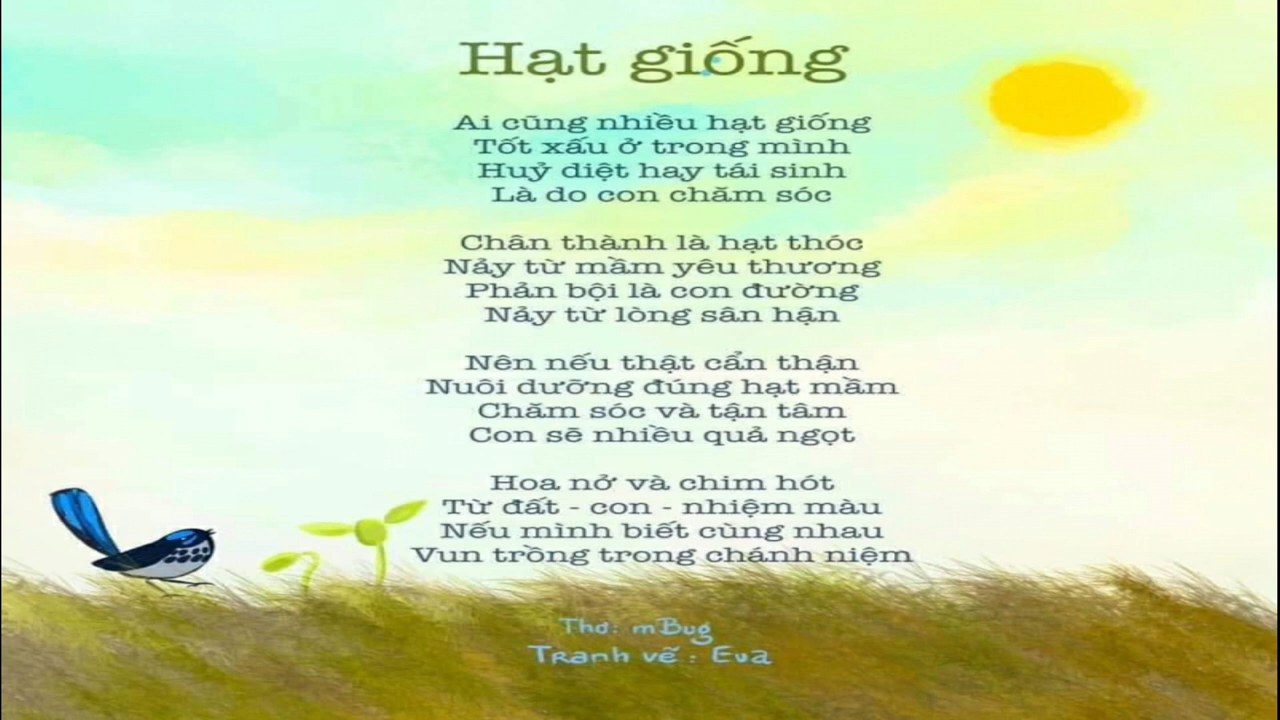 Hạt giống
Ai cũng nhiều hạt giống
Tốt xấu ở trong mình
Huỷ diệt hay tái sinh
Là do con chăm sóc
Chân thành là hạt thóc
Nảy từ mầm yêu thương
Phản bội là con đường
Nảy từ lòng sân hận
Nên nếu thật cẩn thận
Nuôi dưỡng đúng hạt mầm
Chăm sóc và tận tâm
Con sẽ nhiều quả ngọt
Hoa nở và chim hót
Từ đất - con - nhiệm màu
Nếu mình biết cùng nhau
Vun trồng trong chánh niệm
Thơ: mBug
Tranh vẽ : Eva